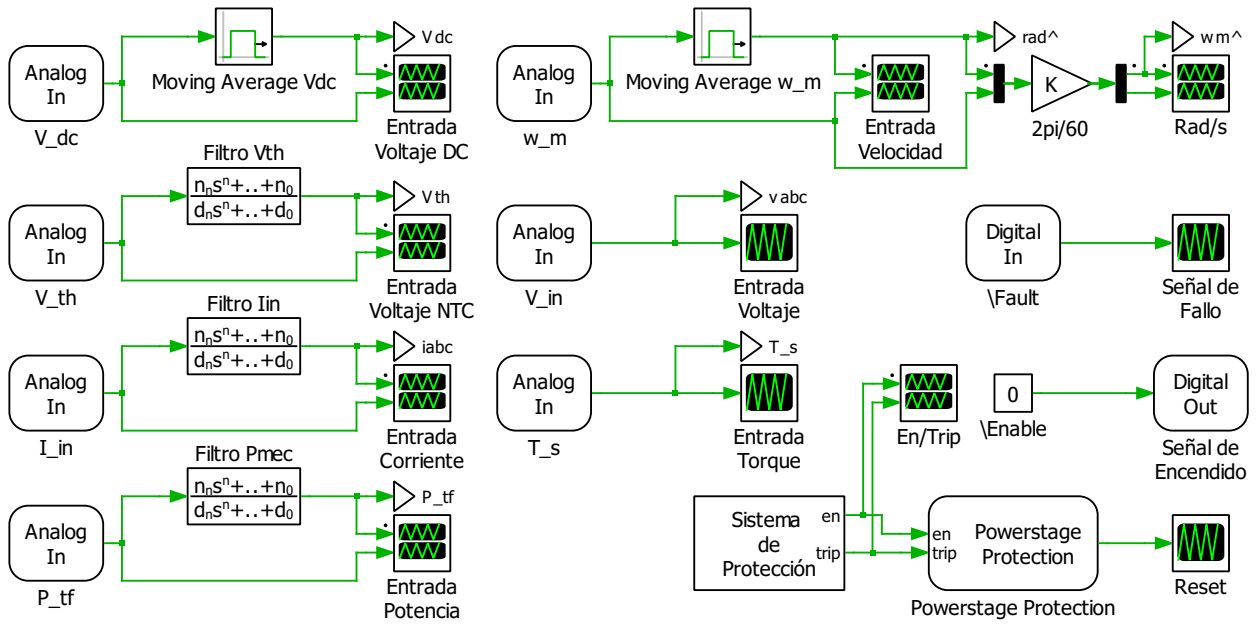 Analog
In
V_dc
Moving Average Vdc
Vdc
Entrada
Voltaje DC
Analog
In
w_m
Moving Average w_m
Entrada
Velocidad
rad^
K
2pi/60
wm^
Rad/s
Analog
In
V_th
Filtro Vth
nₙsⁿ+..+n₀
dₙsⁿ+..+d₀
Vth
Entrada
Voltaje NTC
Analog
In
V_in
vabc
Entrada
Voltaje
Digital
In
\Fault
Señal de
Fallo
Analog
In
I_in
Filtro Iin
nₙsⁿ+..+n₀
dₙsⁿ+..+d₀
iabc
Entrada
Corriente
Analog
In
T_s
T_s
Entrada
Torque
En/Trip
0
\Enable
Digital
Out
Señal de
Encendido
Analog
In
P_tf
Filtro Pmec
nₙsⁿ+..+n₀
dₙsⁿ+..+d₀
P_tf
Entrada
Potencia
Sistema
de
Protección
en
trip
en
trip
Powerstage
Protection
Powerstage Protection
Reset